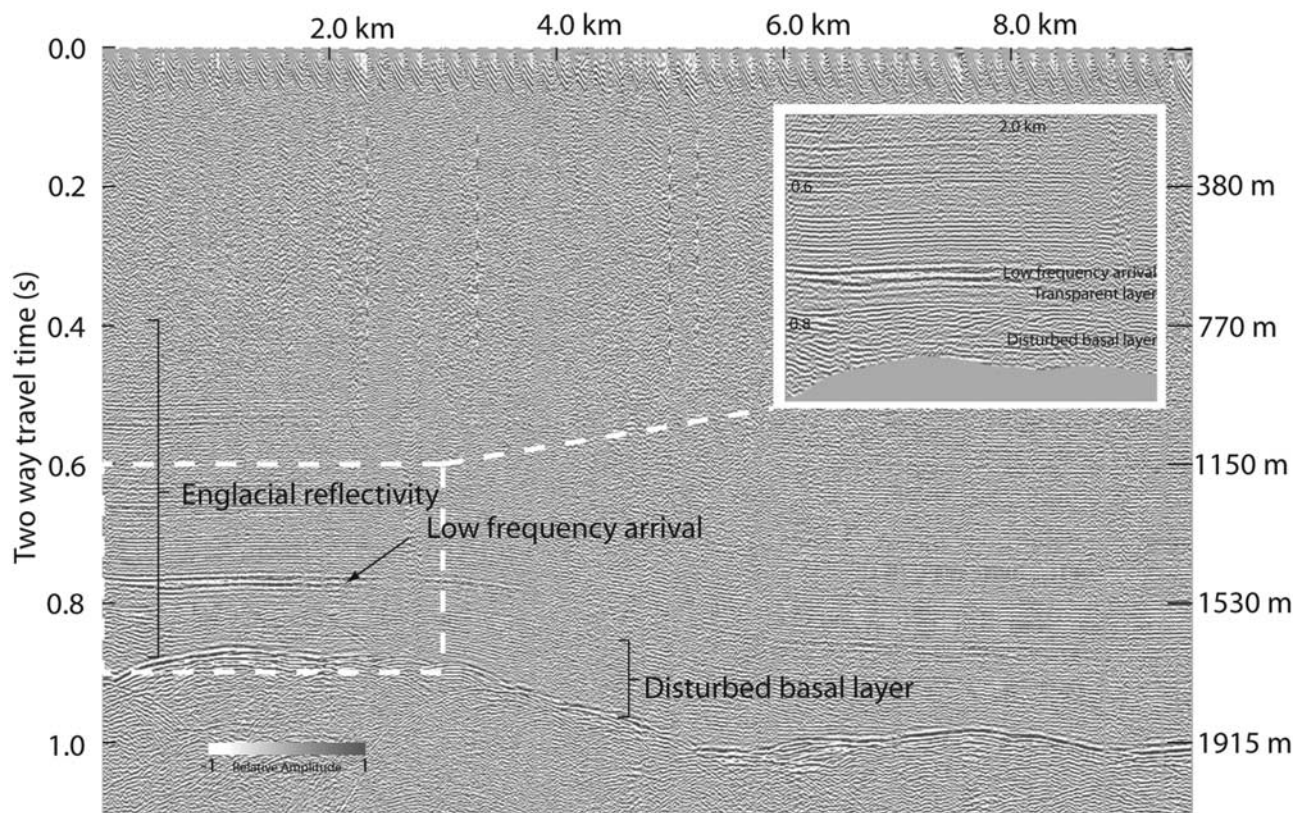 2.0 km 4.0 km 6.0 km 8.0 km
0.0
2.0 km
0.2
0.6
380 m
Low frequency arrival
Transparent layer
0.4
0.8
770 m
Disturbed basal layer
Two way travel time (s)
0.6
1150 m
Englacial reflectivity
Low frequency arrival
0.8
1530 m
Disturbed basal layer
1.0
1915 m
-1 Relative Amplitude 1